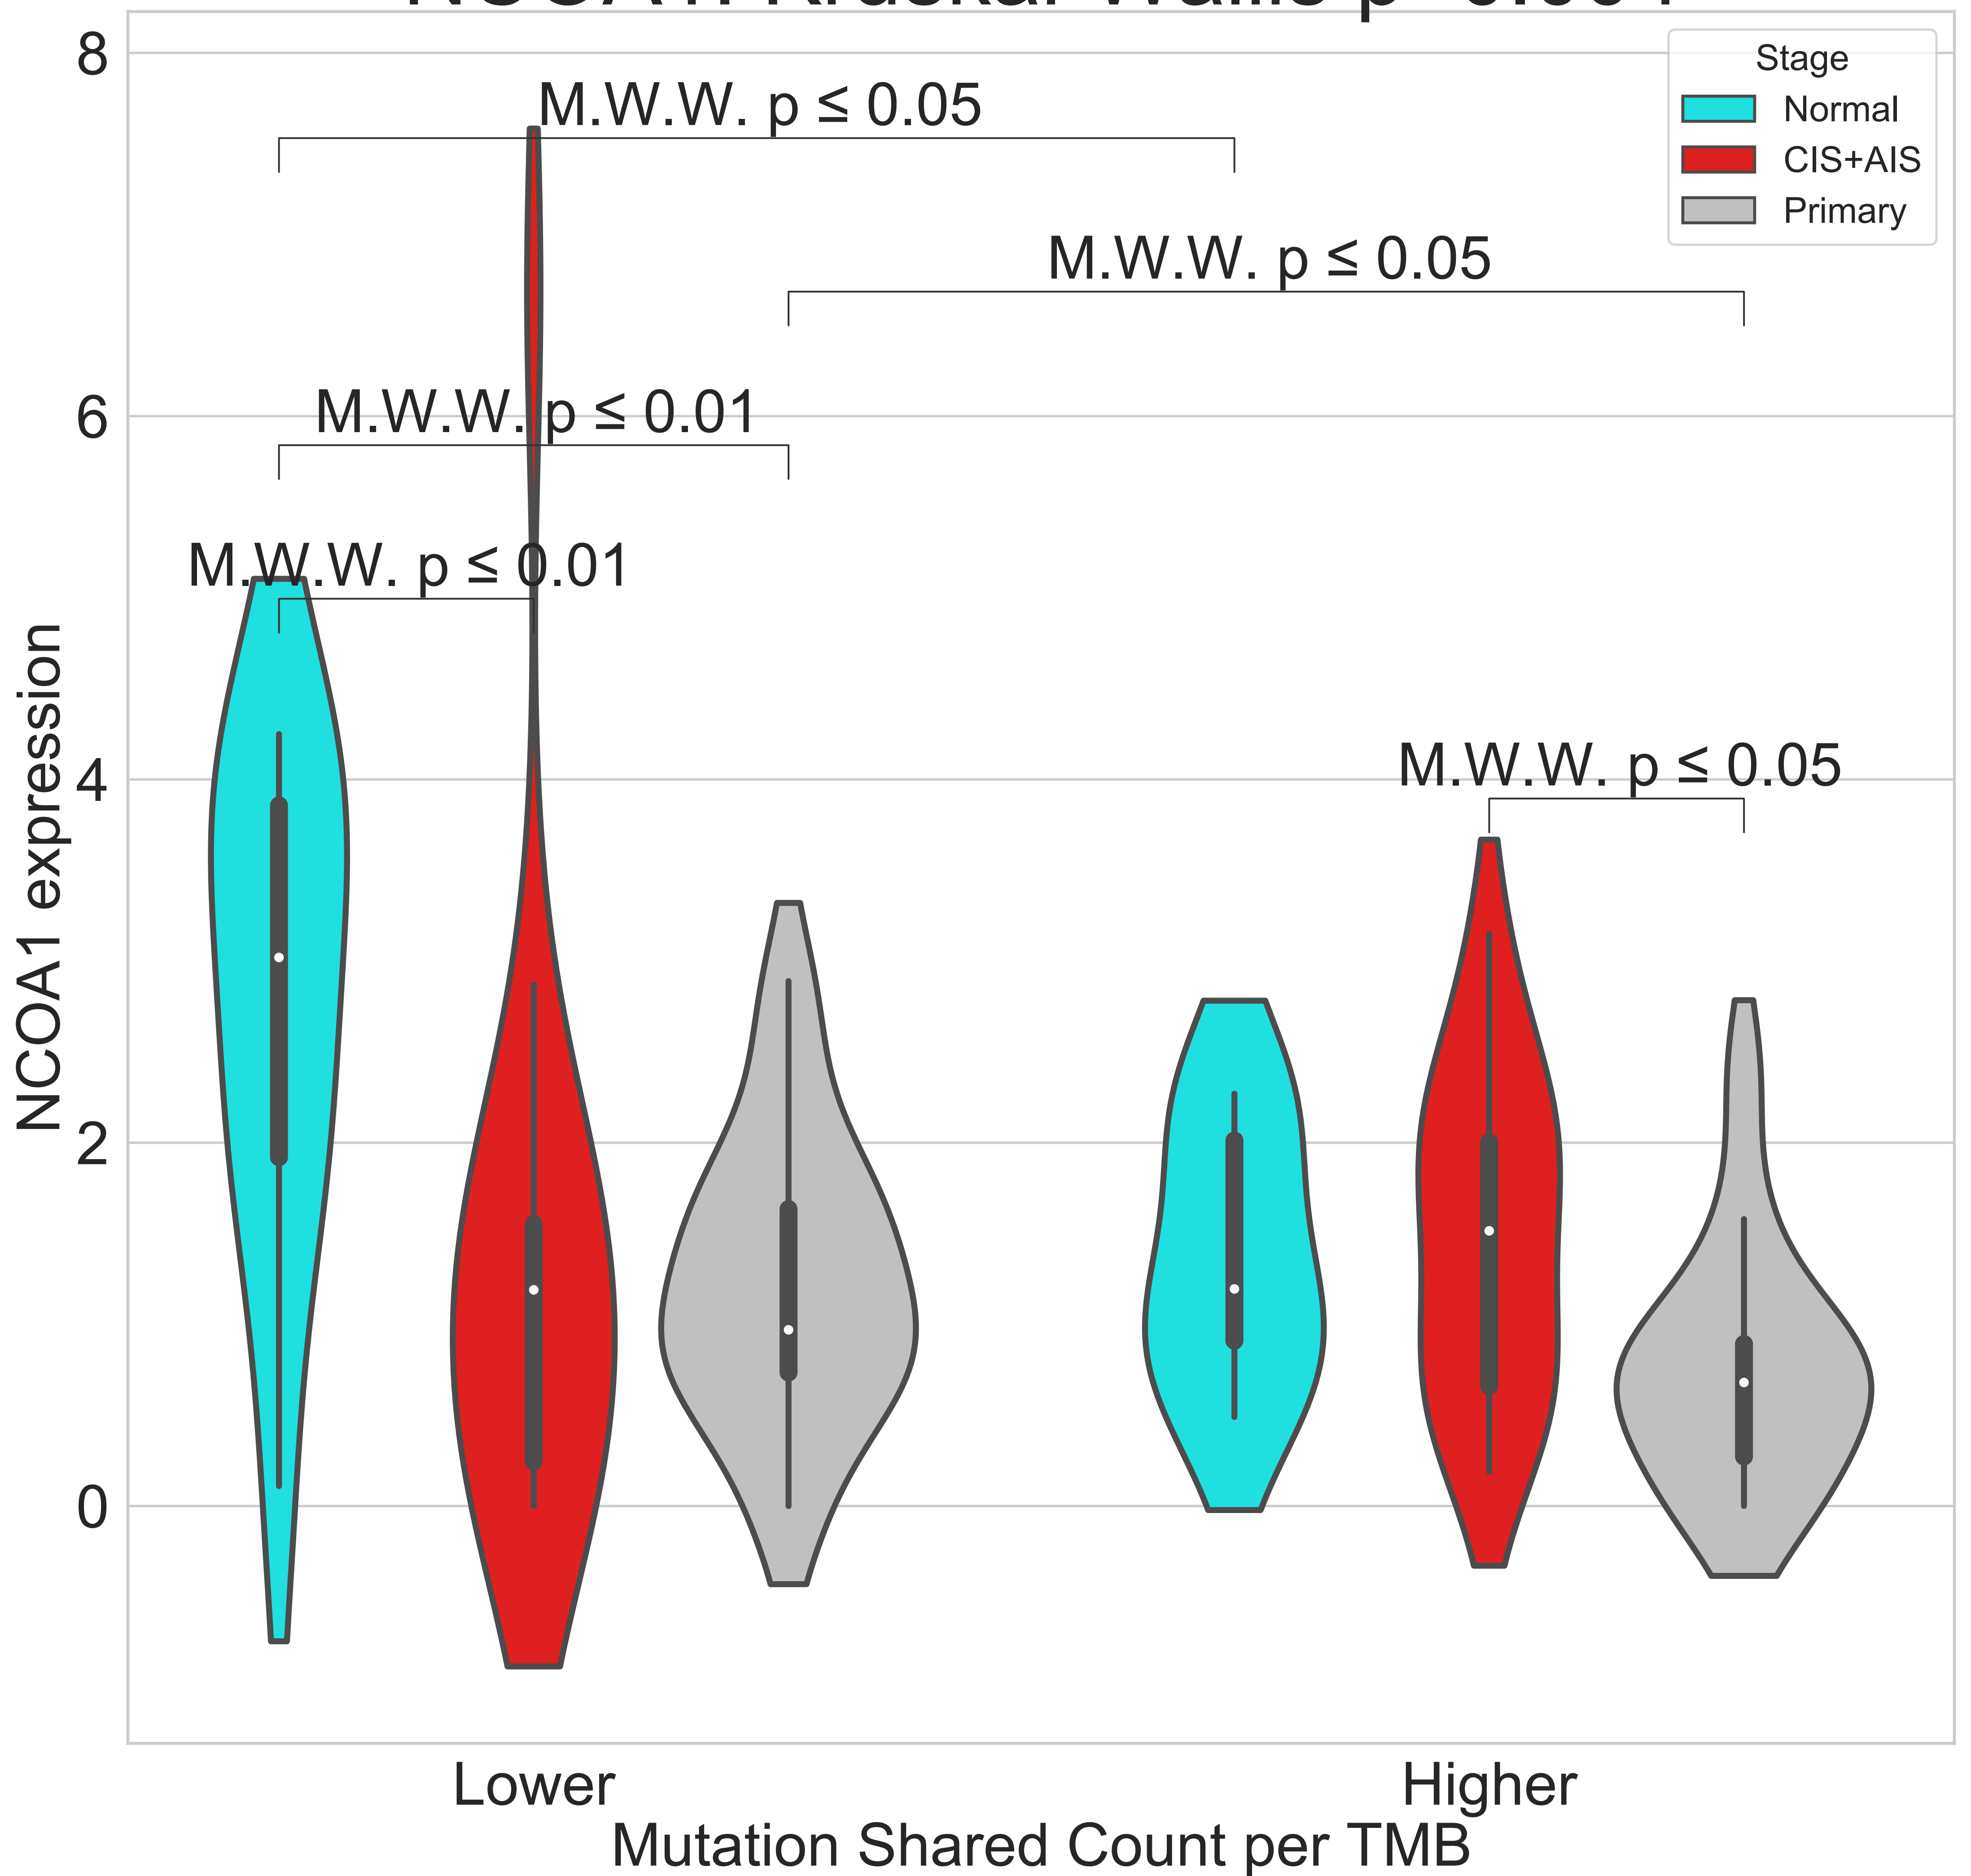 8
Stage
Normal
CIS+AIS
Primary
M.W.W. p ≤ 0.05
M.W.W. p ≤ 0.05
6
M.W.W. p ≤ 0.01
M.W.W. p ≤ 0.01
4
M.W.W. p ≤ 0.05
NCOA1 expression
2
0
Lower
Higher
Mutation Shared Count per TMB